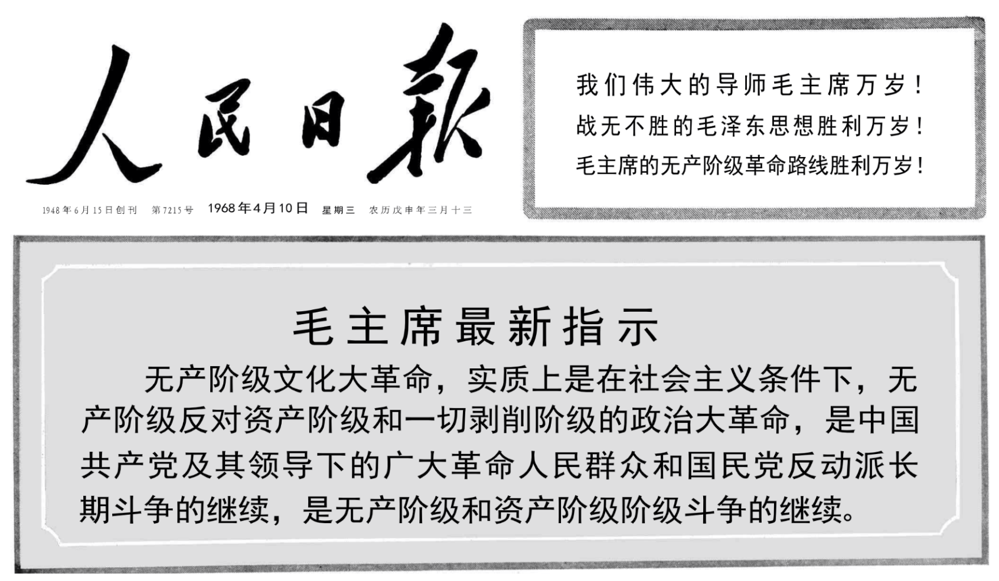 人民日报
1948年6月15日创刊 第7215号 1968年4月10日 星期三 农历戊申年三月十三
我们伟大的导师毛主席万岁！
战无不胜的毛泽东思想胜利万岁！
毛主席的无产阶级革命路线胜利万岁！
毛主席最新指示
无产阶级文化大革命，实质上是在社会主义条件下，无
产阶级反对资产阶级和一切剥削阶级的政治大革命，是中国
共产党及其领导下的广大革命人民群众和国民党反动派长
期斗争的继续，是无产阶级和资产阶级阶级斗争的继续。